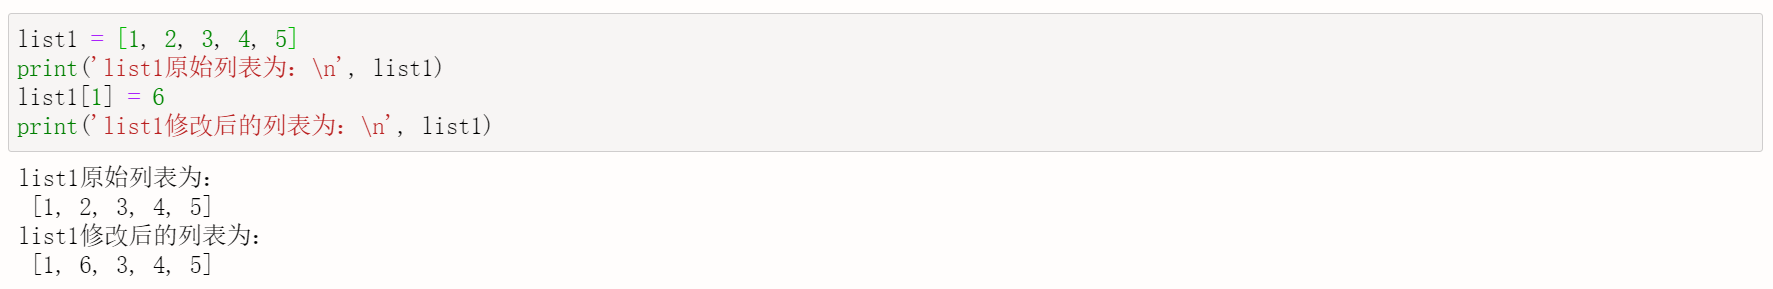 list1 = [1, 2, 3, 4, 5]
print('list1原始列表为：\n', list1)
list1[1] = 6
print('list1修改后的列表为：\n', list1)
list1原始列表为：
[1, 2, 3, 4, 5]
list1修改后的列表为：
[1, 6, 3, 4, 5]